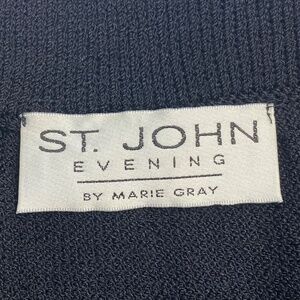 ST. JOHN
EVENING
BY MARIE GRAY